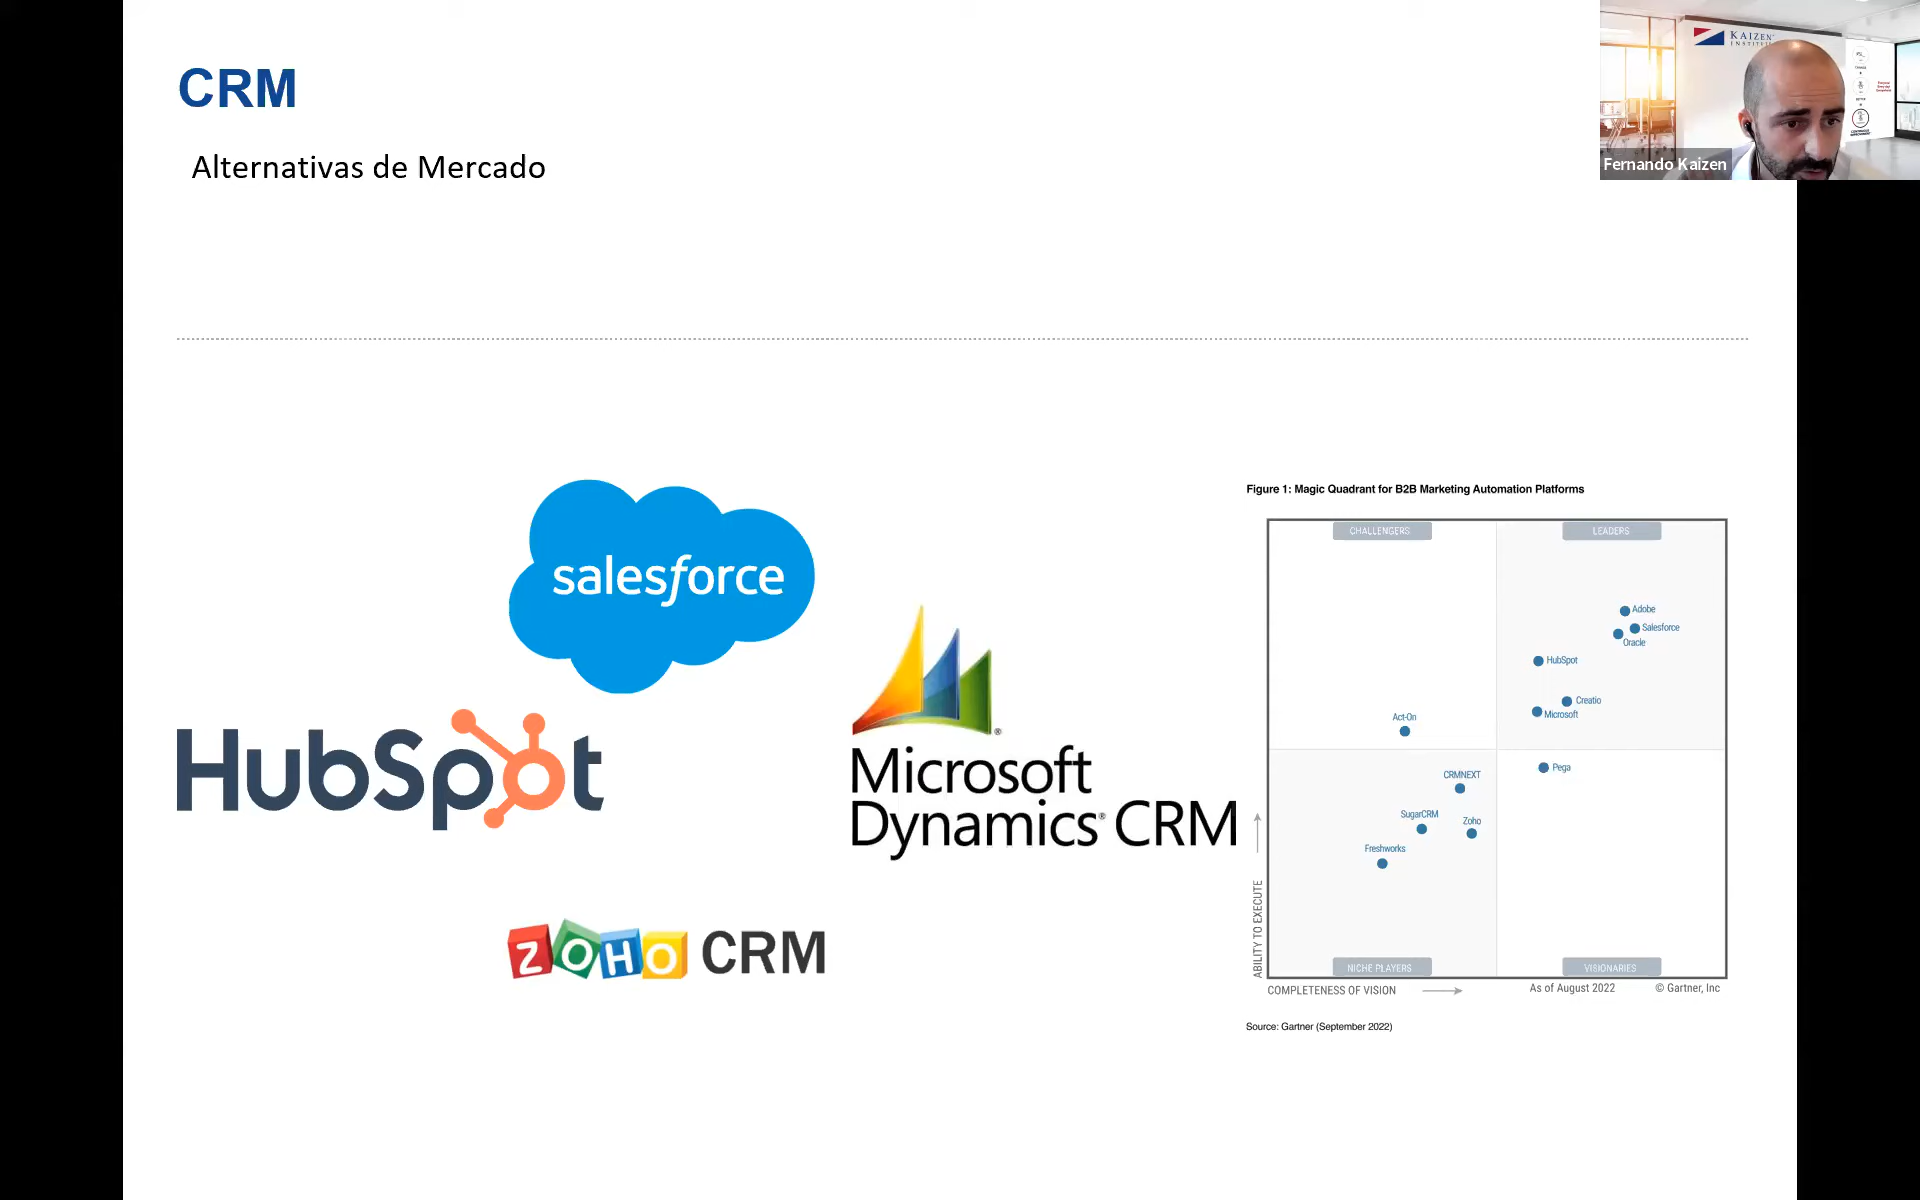 CRM
Alternativas de Mercado
KAIZEN
INSTITUTE
Fernando Kaizen
salesforce
HubSpot
Microsoft
Dynamics® CRM
ZOHO CRM
Figure 1: Magic Quadrant for B2B Marketing Automation Platforms
CHALLENGERS
LEADERS
Adobe
Salesforce
Oracle
HubSpot
Creatio
Microsoft
Act-On
Pega
CRMNEXT
SugarCRM
Zoho
Freshworks
NICHE PLAYERS
VISIONARIES
ABILITY TO EXECUTE
COMPLETENESS OF VISION
As of August 2022
© Gartner, Inc
Source: Gartner (September 2022)